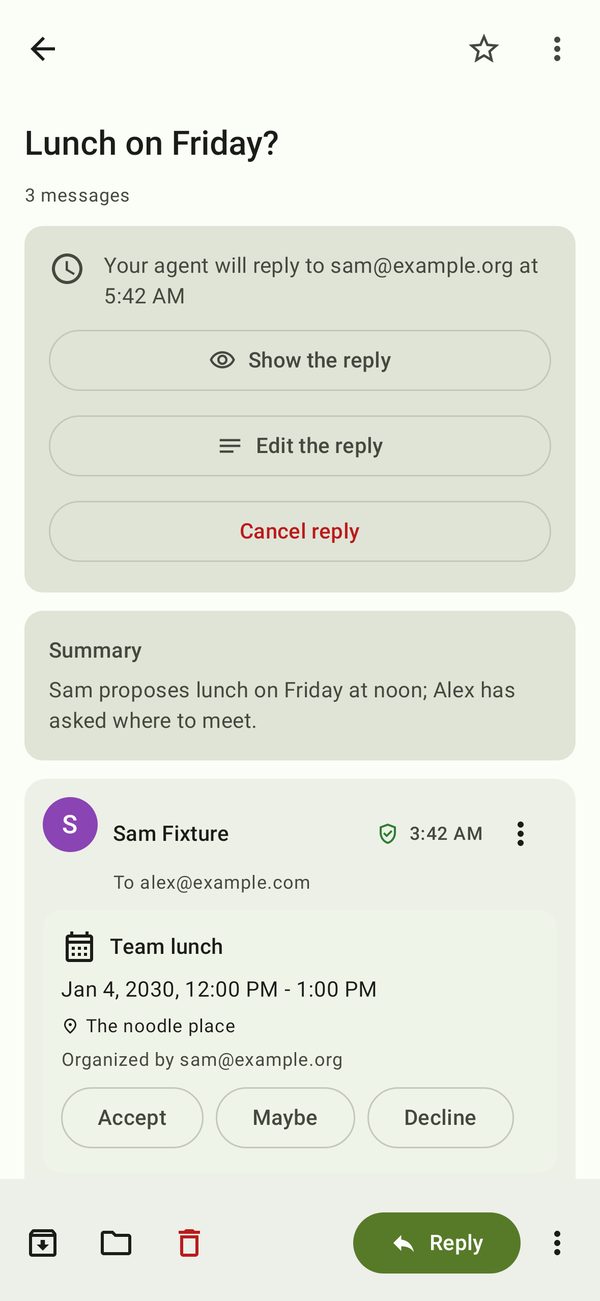 Lunch on Friday?
3 messages
Your agent will reply to sam@example.org at
5:42 AM
Show the reply
Edit the reply
Cancel reply
Summary
Sam proposes lunch on Friday at noon; Alex has
asked where to meet.
S
Sam Fixture
3:42 AM
To alex@example.com
Team lunch
Jan 4, 2030, 12:00 PM - 1:00 PM
The noodle place
Organized by sam@example.org
Accept
Maybe
Decline
Reply